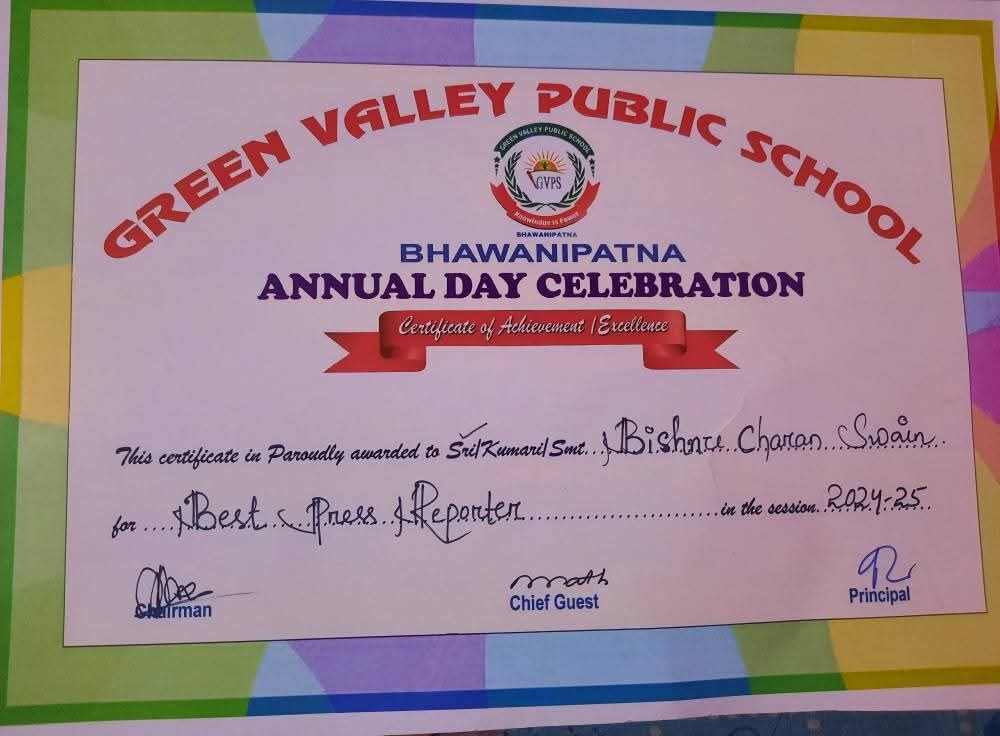 GREEN VALLEY PUBLIC SCHOOL
GREEN VALLEY PUBLIC SCHOOL
GVPS
Knowledge is Power
BHAWANIPATNA
BHAWANIPATNA
ANNUAL DAY CELEBRATION
Certificate of Achievement / Excellence
This certificate in Paroudly awarded to Sri/Kumari/Smt... Bishnu Charan Swain
for .... Best Press Reporter ........................ in the session. 2024-25
Chairman
Chief Guest
Principal